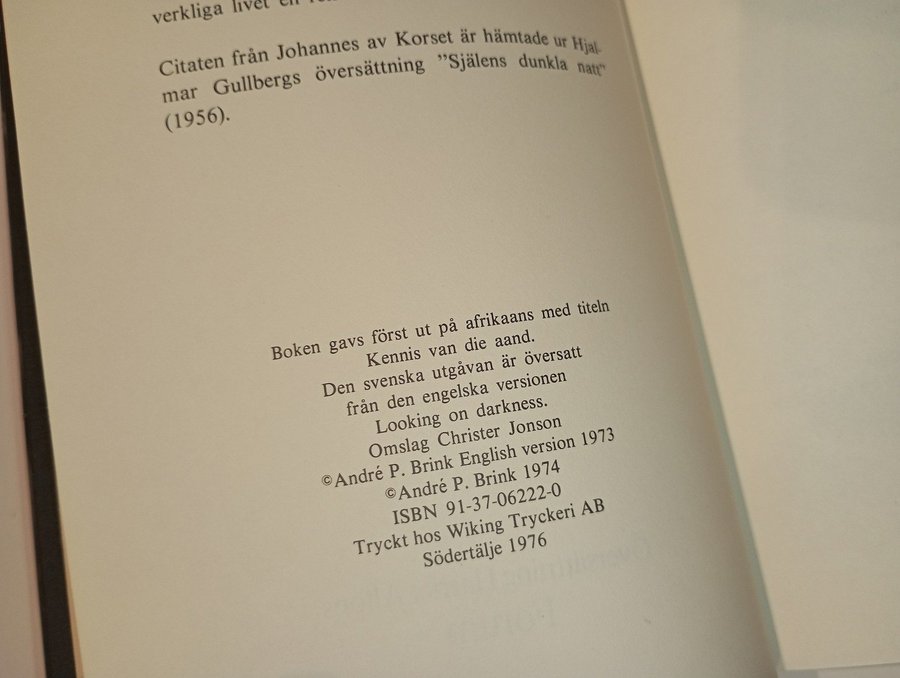 verkliga livet en
Citaten från Johannes av Korset är hämtade ur Hjal-
mar Gullbergs översättning ”Själens dunkla natt”
(1956).
Boken gavs först ut på afrikaans med titeln
Kennis van die aand.
Den svenska utgåvan är översatt
från den engelska versionen
Looking on darkness.
Omslag Christer Jonson
©André P. Brink English version 1973
©André P. Brink 1974
ISBN 91-37-06222-0
Tryckt hos Wiking Tryckeri AB
Södertälje 1976